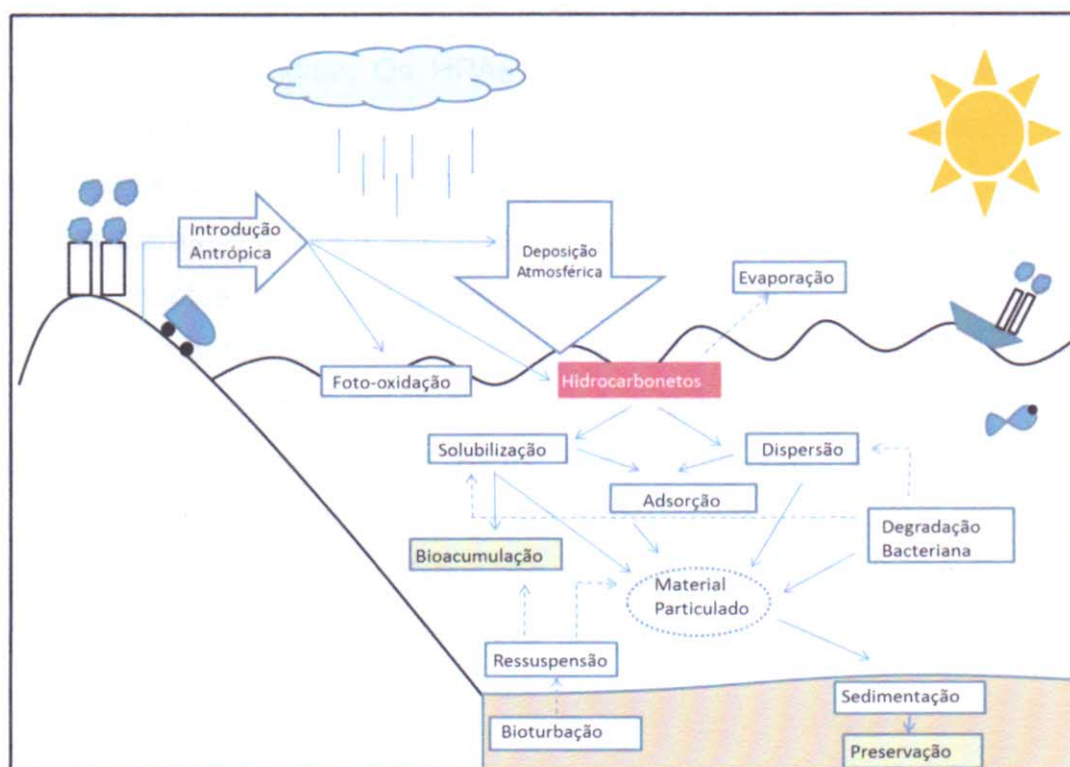 Introdução
Antrópica
Deposição
Atmosférica
Evaporação
Foto-oxidação
Hidrocarbonetos
Solubilização
Dispersão
Adsorção
Degradação
Bacteriana
Bioacumulação
Material
Particulado
Ressuspensão
Sedimentação
Bioturbação
Preservação